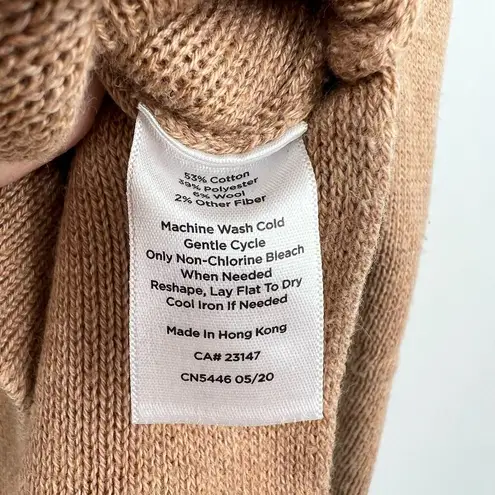 53% Cotton
39% Polyester
6% Wool
2% Other Fiber
Machine Wash Cold
Gentle Cycle
Only Non-Chlorine Bleach
When Needed
Reshape, Lay Flat To Dry
Cool Iron If Needed
Made In Hong Kong
CA# 23147
CN5446 05/20